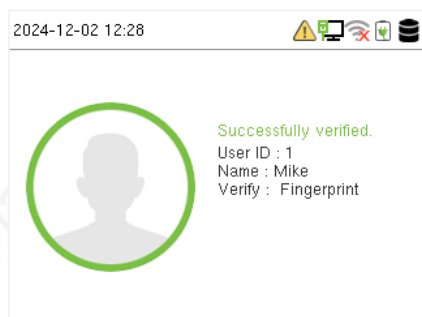 2024-12-02 12:28
Successfully verified.
User ID : 1
Name : Mike
Verify : Fingerprint